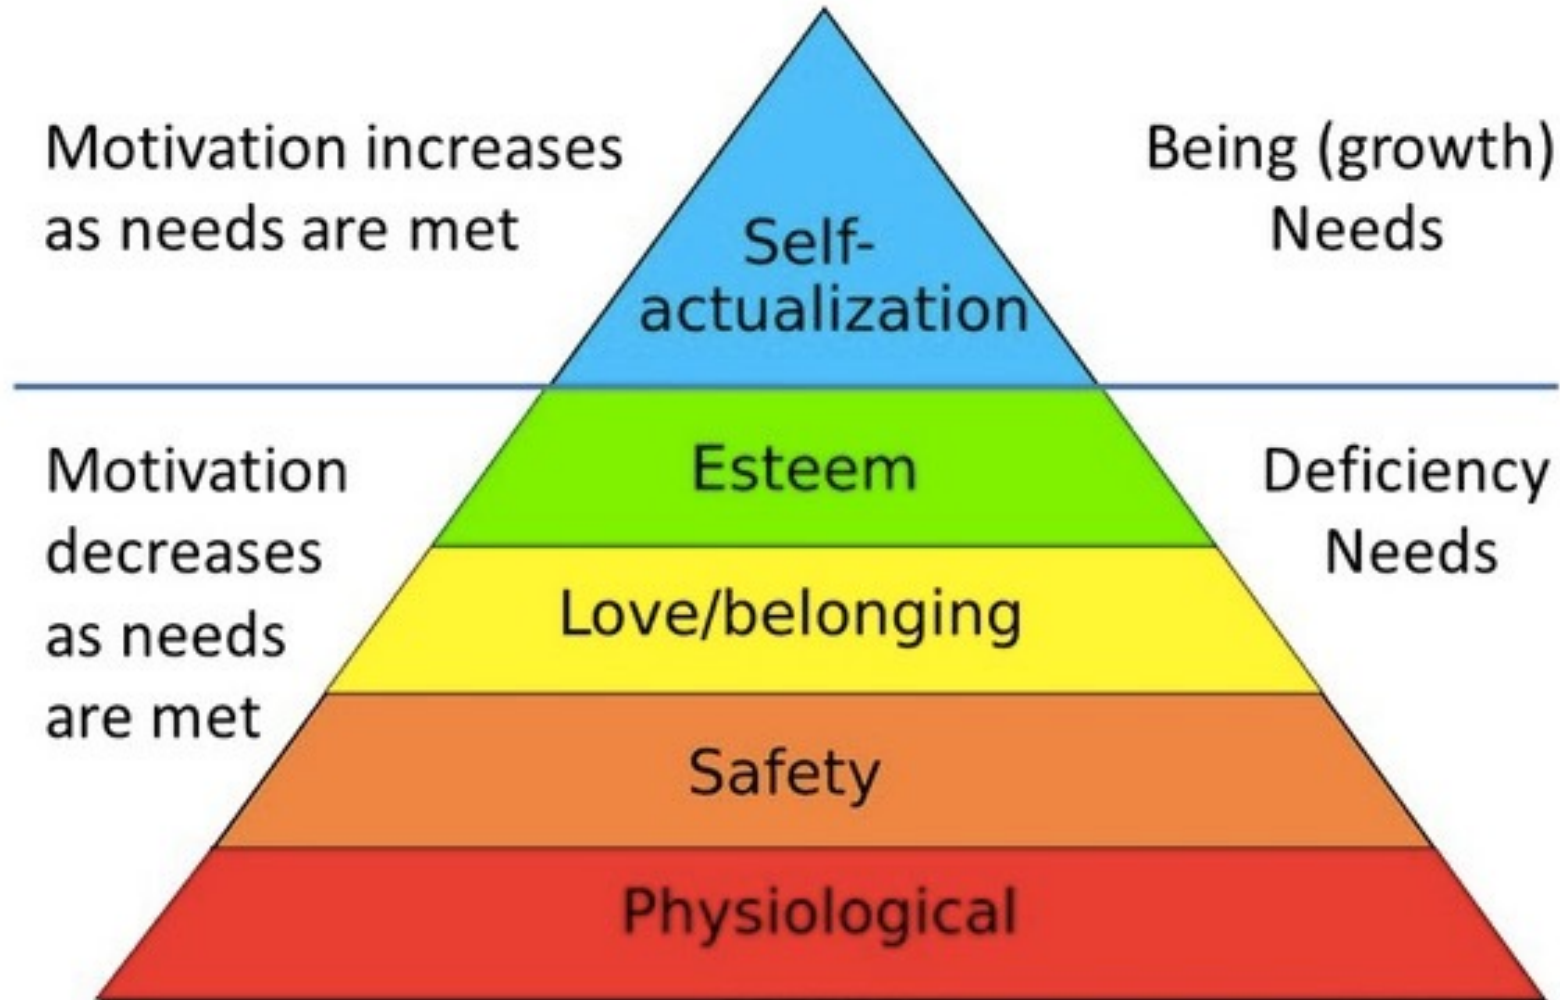 Motivation increases
as needs are met
Being (growth)
Needs
Self-
actualization
Motivation
decreases
as needs
are met
Deficiency
Needs
Esteem
Love/belonging
Safety
Physiological